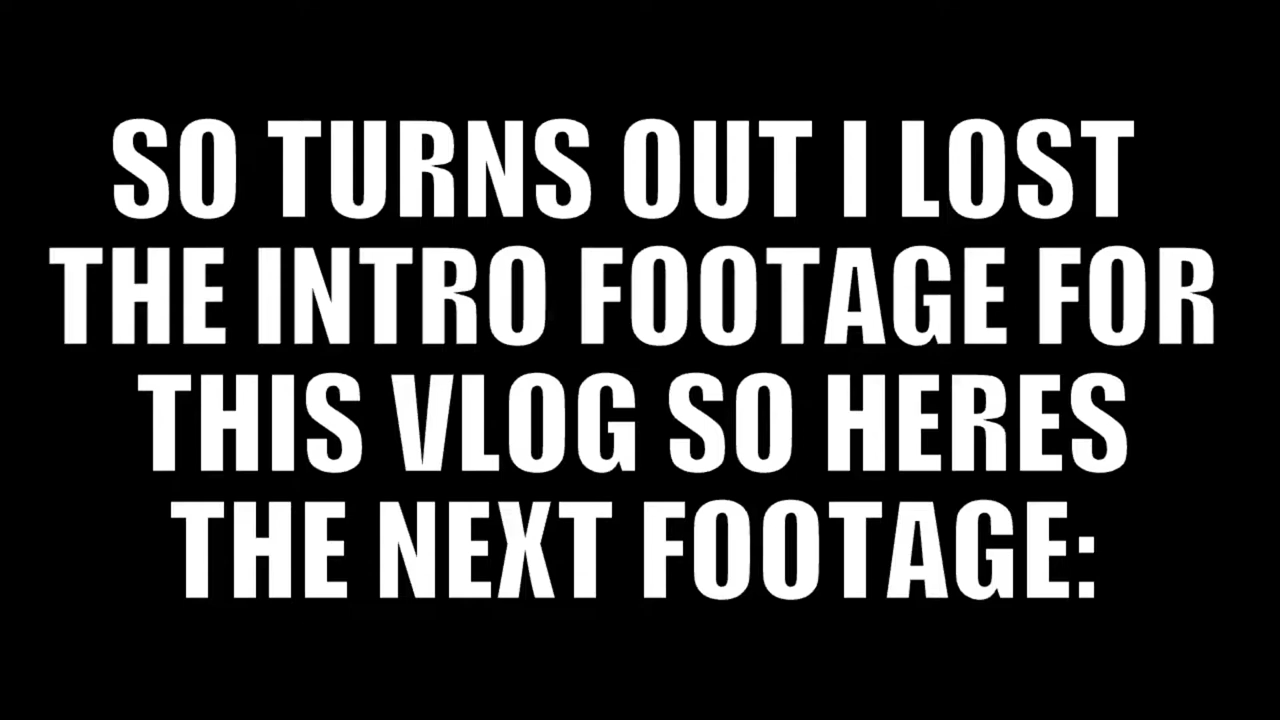 SO TURNS OUT I LOST
THE INTRO FOOTAGE FOR
THIS VLOG SO HERES
THE NEXT FOOTAGE: